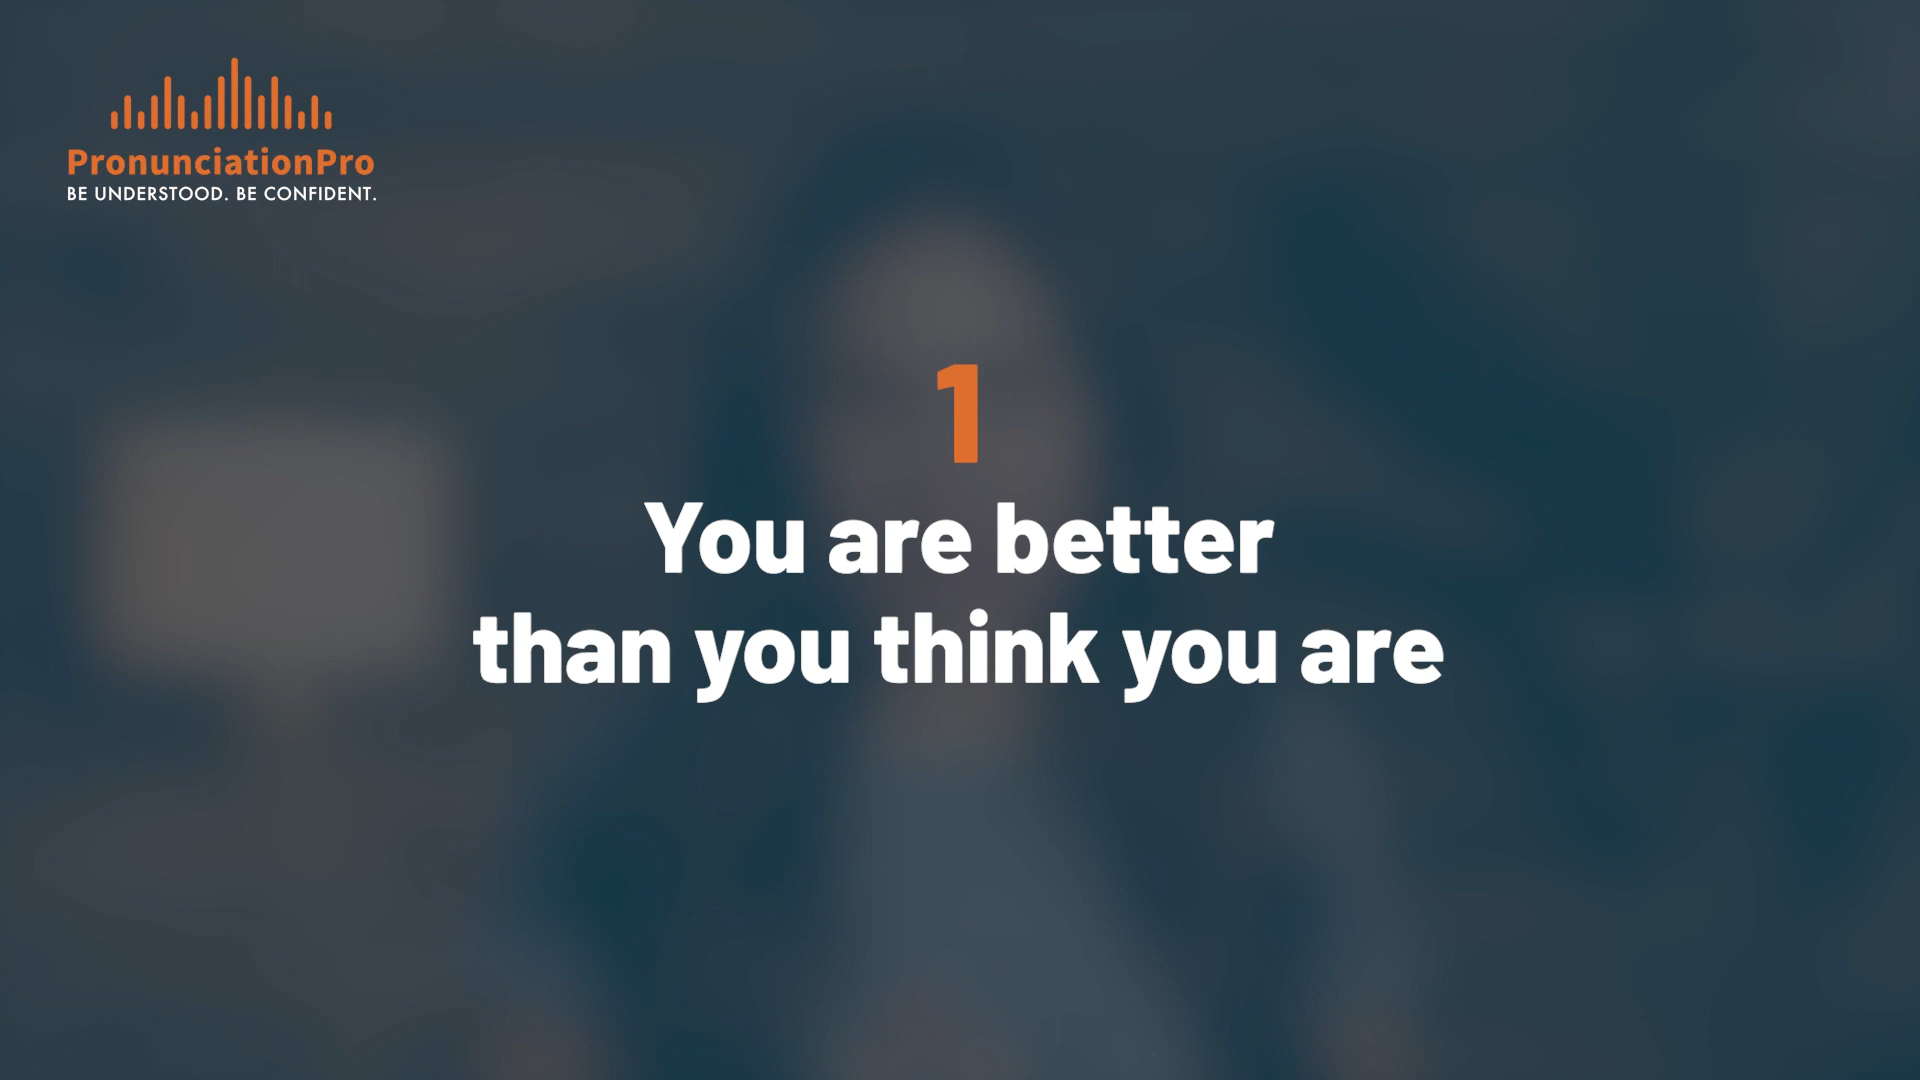 PronunciationPro
BE UNDERSTOOD. BE CONFIDENT.
1
You are better
than you think you are